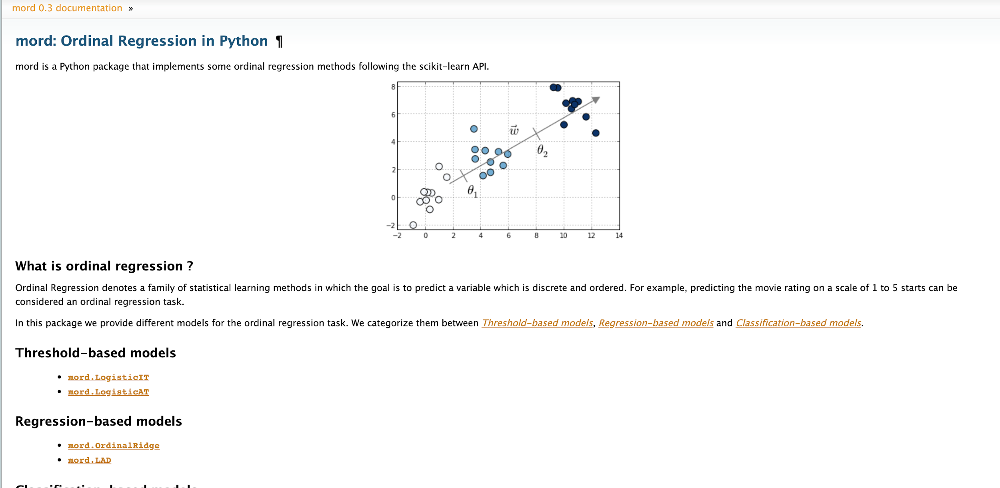 mord 0.3 documentation »
mord: Ordinal Regression in Python ¶
mord is a Python package that implements some ordinal regression methods following the scikit-learn API.
8
6
4
2
0
−2
−2 0 2 4 6 8 10 12 14
w⃗
θ₂
θ₁
What is ordinal regression ?
Ordinal Regression denotes a family of statistical learning methods in which the goal is to predict a variable which is discrete and ordered. For example, predicting the movie rating on a scale of 1 to 5 starts can be
considered an ordinal regression task.
In this package we provide different models for the ordinal regression task. We categorize them between Threshold-based models, Regression-based models and Classification-based models.
Threshold-based models
• mord.LogisticIT
• mord.LogisticAT
Regression-based models
• mord.OrdinalRidge
• mord.LAD
Classification-based models